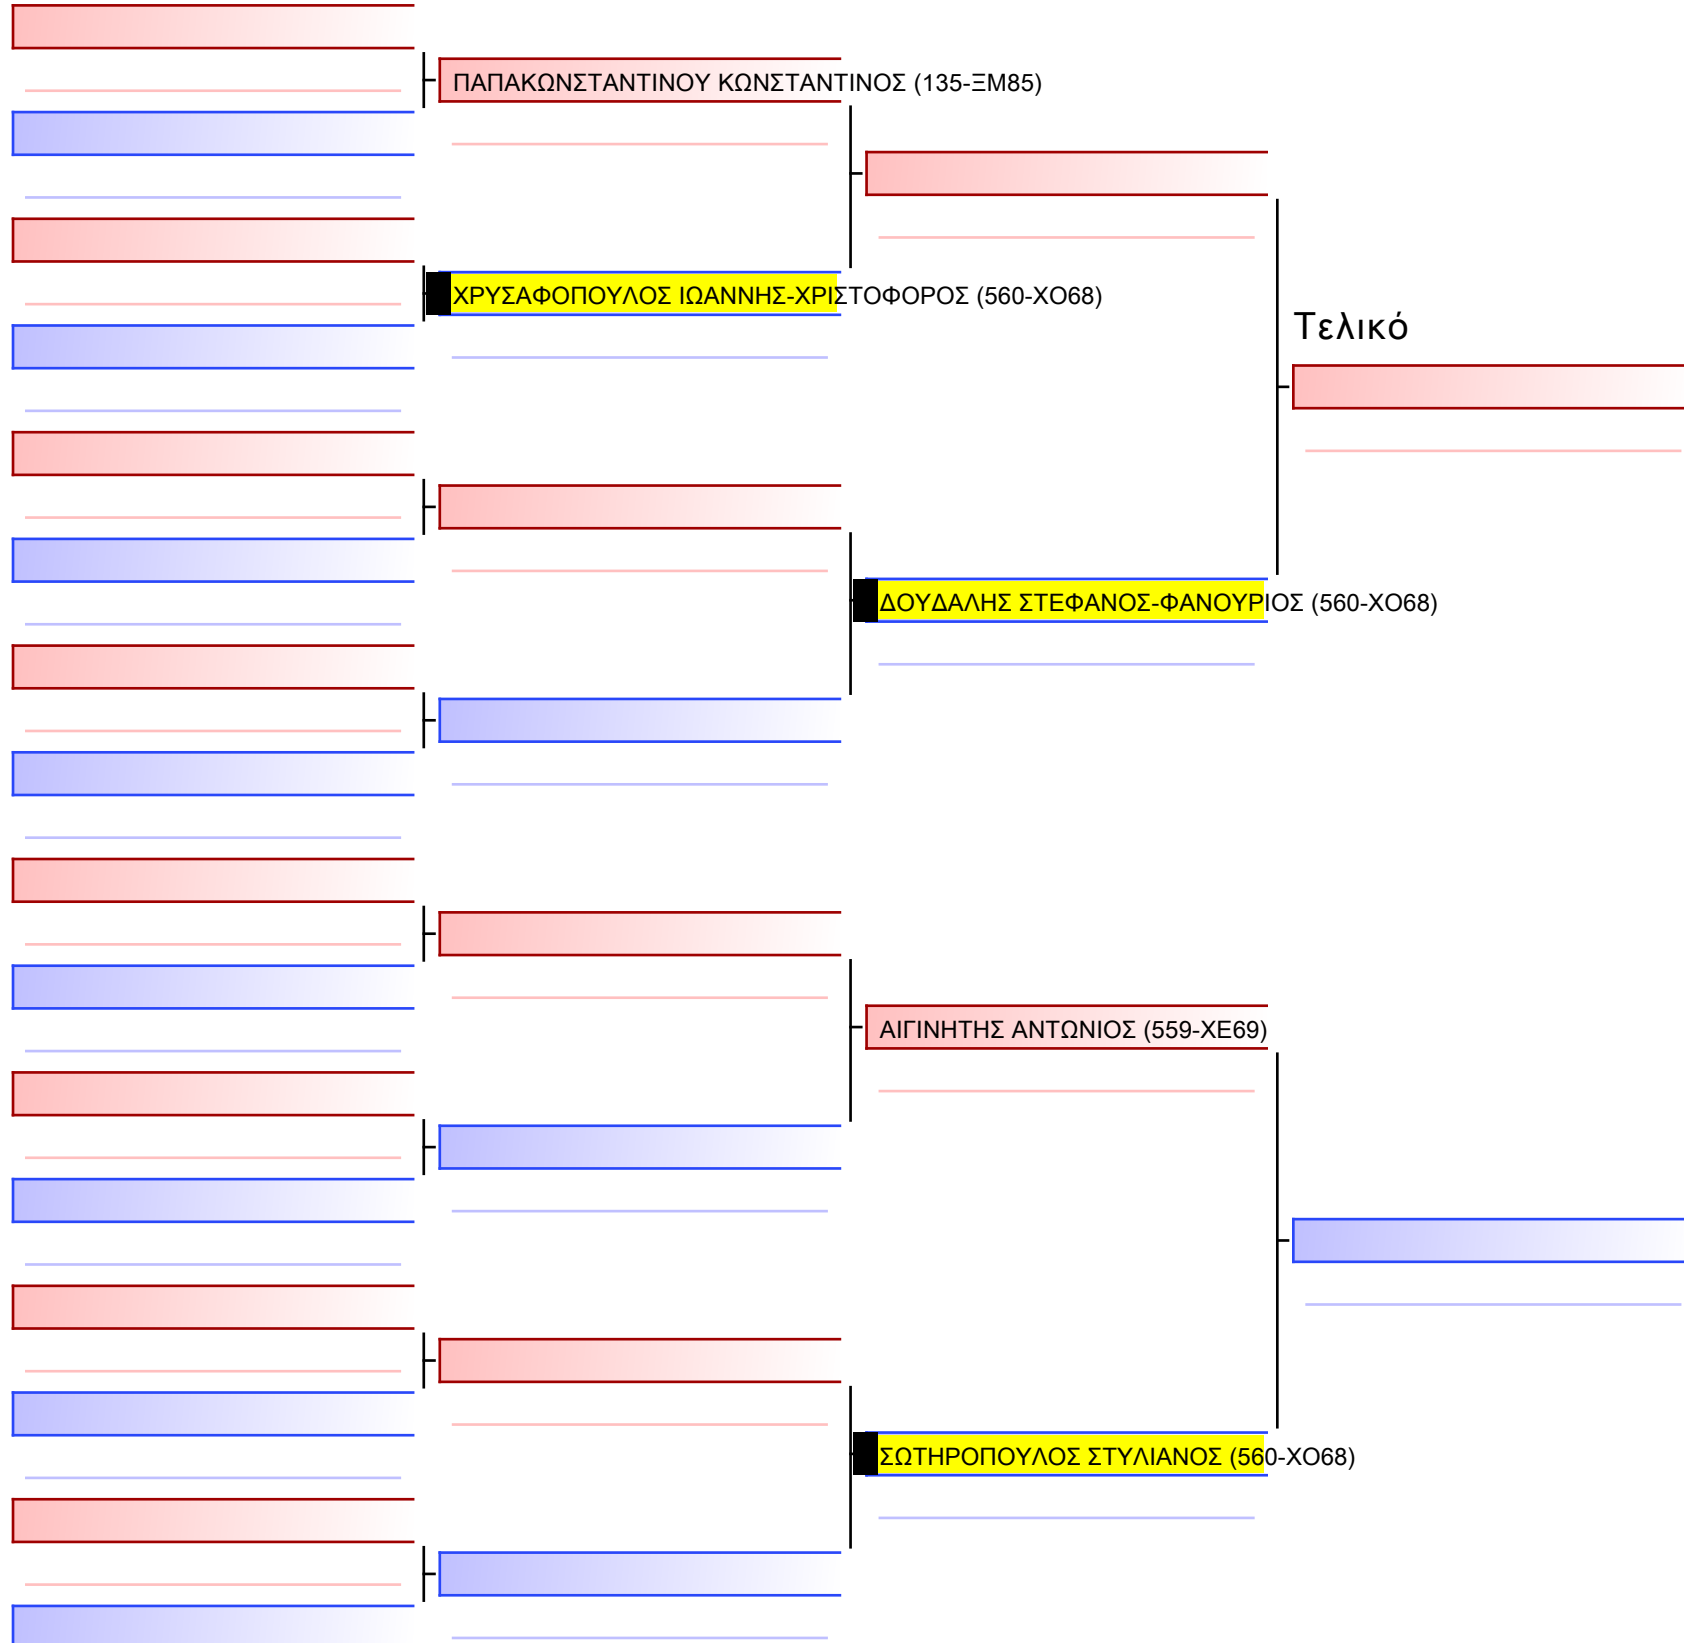 ΠΑΠΑΚΩΝΣΤΑΝΤΙΝΟΥ ΚΩΝΣΤΑΝΤΙΝΟΣ (135-ΞΜ85)
ΧΡΥΣΑΦΟΠΟΥΛΟΣ ΙΩΑΝΝΗΣ-ΧΡΙΣΤΟΦΟΡΟΣ (560-ΧΟ68)
Τελικό
ΔΟΥΔΑΛΗΣ ΣΤΕΦΑΝΟΣ-ΦΑΝΟΥΡΙΟΣ (560-ΧΟ68)
ΑΙΓΙΝΗΤΗΣ ΑΝΤΩΝΙΟΣ (559-ΧΕ69)
ΣΩΤΗΡΟΠΟΥΛΟΣ ΣΤΥΛΙΑΝΟΣ (560-ΧΟ68)